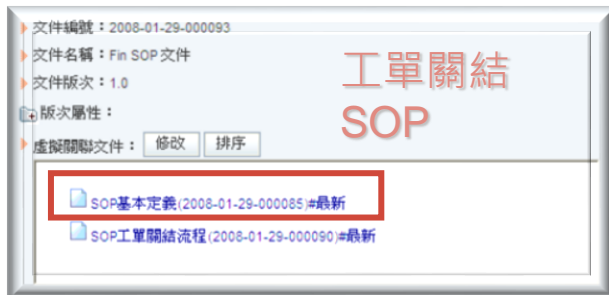 文件編號：2008-01-29-000093
文件名稱：Fin SOP 文件
文件版次：1.0
版次屬性：
虛擬關聯文件： 修改 排序
工單關結
SOP
SOP基本定義(2008-01-29-000085)#最新
SOP工單關結流程(2008-01-29-000090)#最新